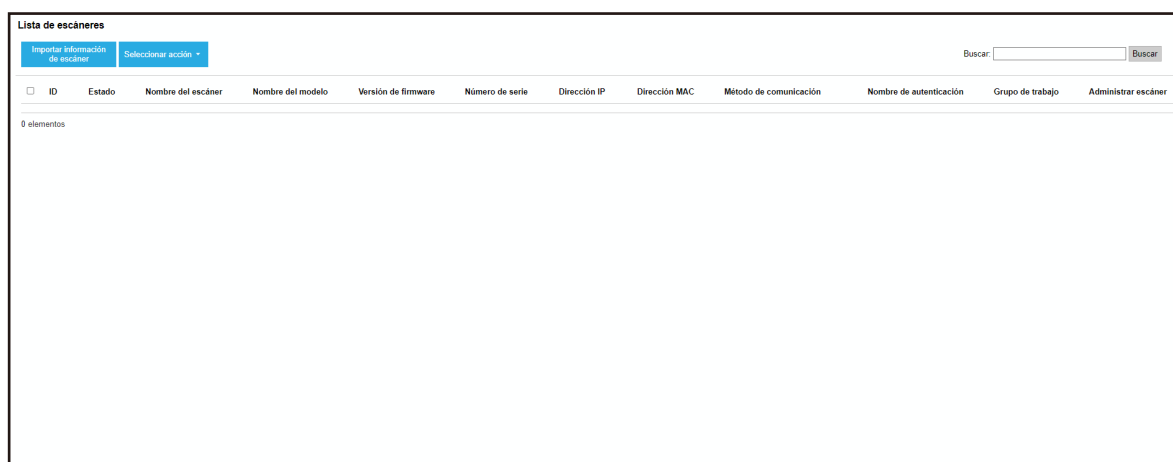 Lista de escáneres
Importar información
de escáner
Seleccionar acción
Buscar:
Buscar
ID Estado Nombre del escáner Nombre del modelo Versión de firmware Número de serie Dirección IP Dirección MAC Método de comunicación Nombre de autenticación Grupo de trabajo Administrar escáner
0 elementos